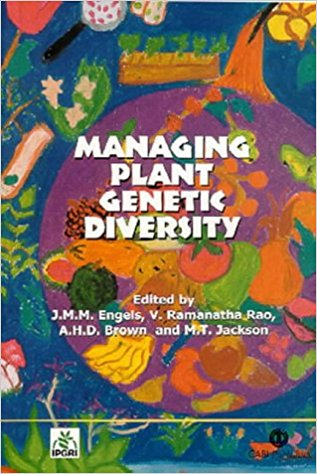 MANAGING
PLANT
GENETIC
DIVERSITY
Edited by
J.M.M. Engels, V. Ramanatha Rao,
A.H.D. Brown and M.T. Jackson
IPGRI